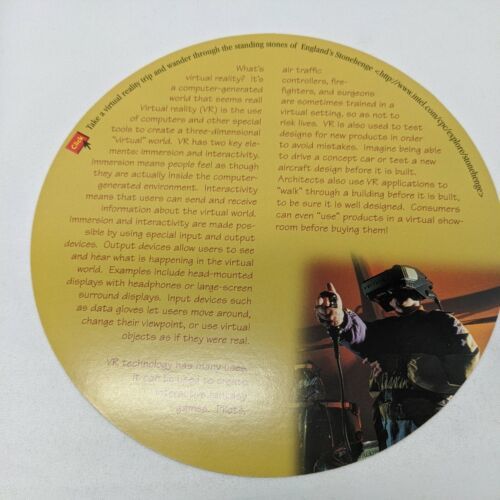 Click
Take a virtual reality trip and wander through the standing stones of England's Stonehenge <http://www.intel.com/cpc/explore/stonehenge>
What's
virtual reality? It's
a computer-generated
world that seems real!
Virtual reality (VR) is the use
of computers and other special
tools to create a three-dimensional
"virtual" world. VR has two key ele-
ments: immersion and interactivity.
Immersion means people feel as though
they are actually inside the computer-
generated environment. Interactivity
means that users can send and receive
information about the virtual world.
Immersion and interactivity are made pos-
sible by using special input and output
devices. Output devices allow users to see
and hear what is happening in the virtual
world. Examples include head-mounted
displays with headphones or large-screen
surround displays. Input devices such
as data gloves let users move around,
change their viewpoint, or use virtual
objects as if they were real.
VR technology has many uses.
It can be used to create
interactive fantasy
games. Pilots,
air traffic
controllers, fire-
fighters, and surgeons
are sometimes trained in a
virtual setting, so as not to
risk lives. VR is also used to test
designs for new products in order
to avoid mistakes. Imagine being able
to drive a concept car or test a new
aircraft design before it is built.
Architects also use VR applications to
"walk" through a building before it is built,
to be sure it is well designed. Consumers
can even "use" products in a virtual show-
room before buying them!